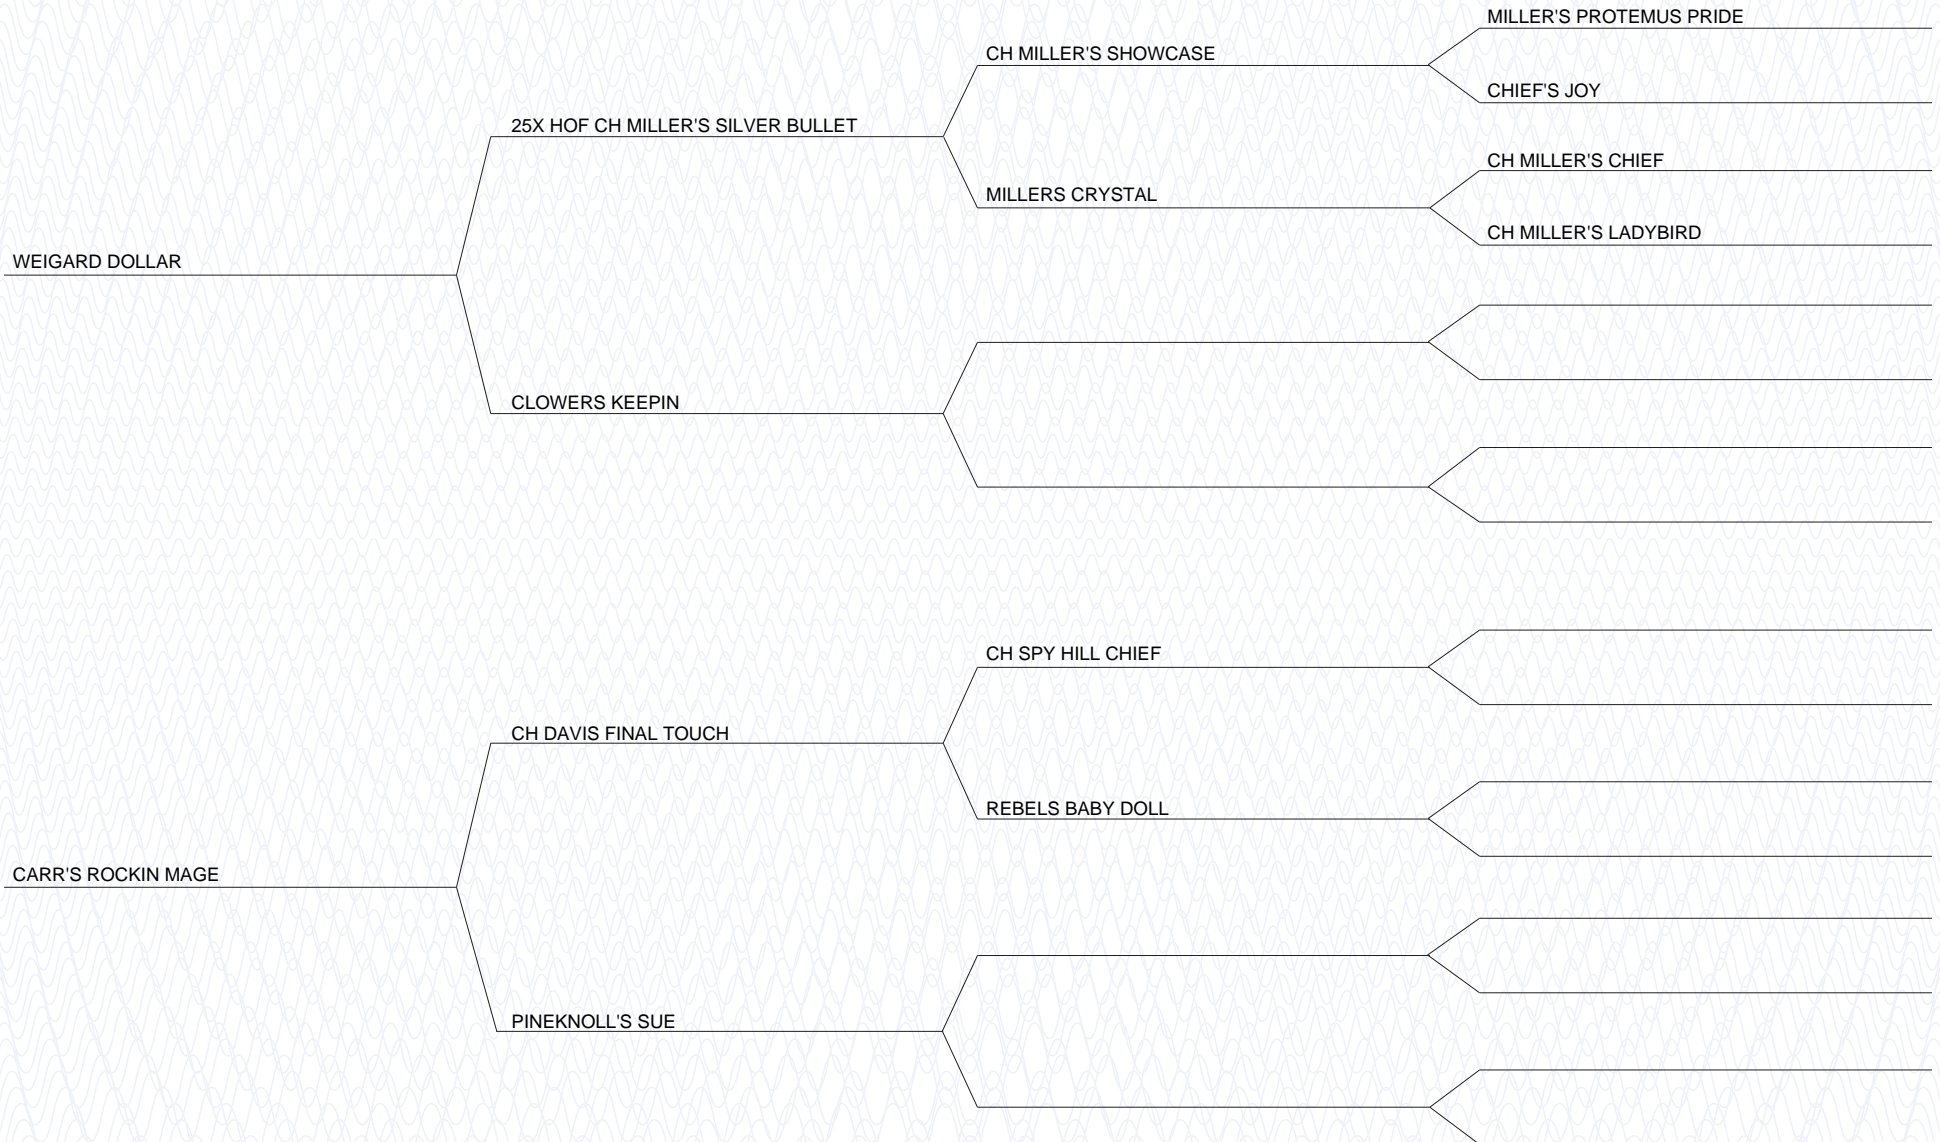 MILLER'S PROTEMUS PRIDE
CH MILLER'S SHOWCASE
CHIEF'S JOY
25X HOF CH MILLER'S SILVER BULLET
CH MILLER'S CHIEF
MILLERS CRYSTAL
CH MILLER'S LADYBIRD
WEIGARD DOLLAR
CLOWERS KEEPIN
CH SPY HILL CHIEF
CH DAVIS FINAL TOUCH
REBELS BABY DOLL
CARR'S ROCKIN MAGE
PINEKNOLL'S SUE